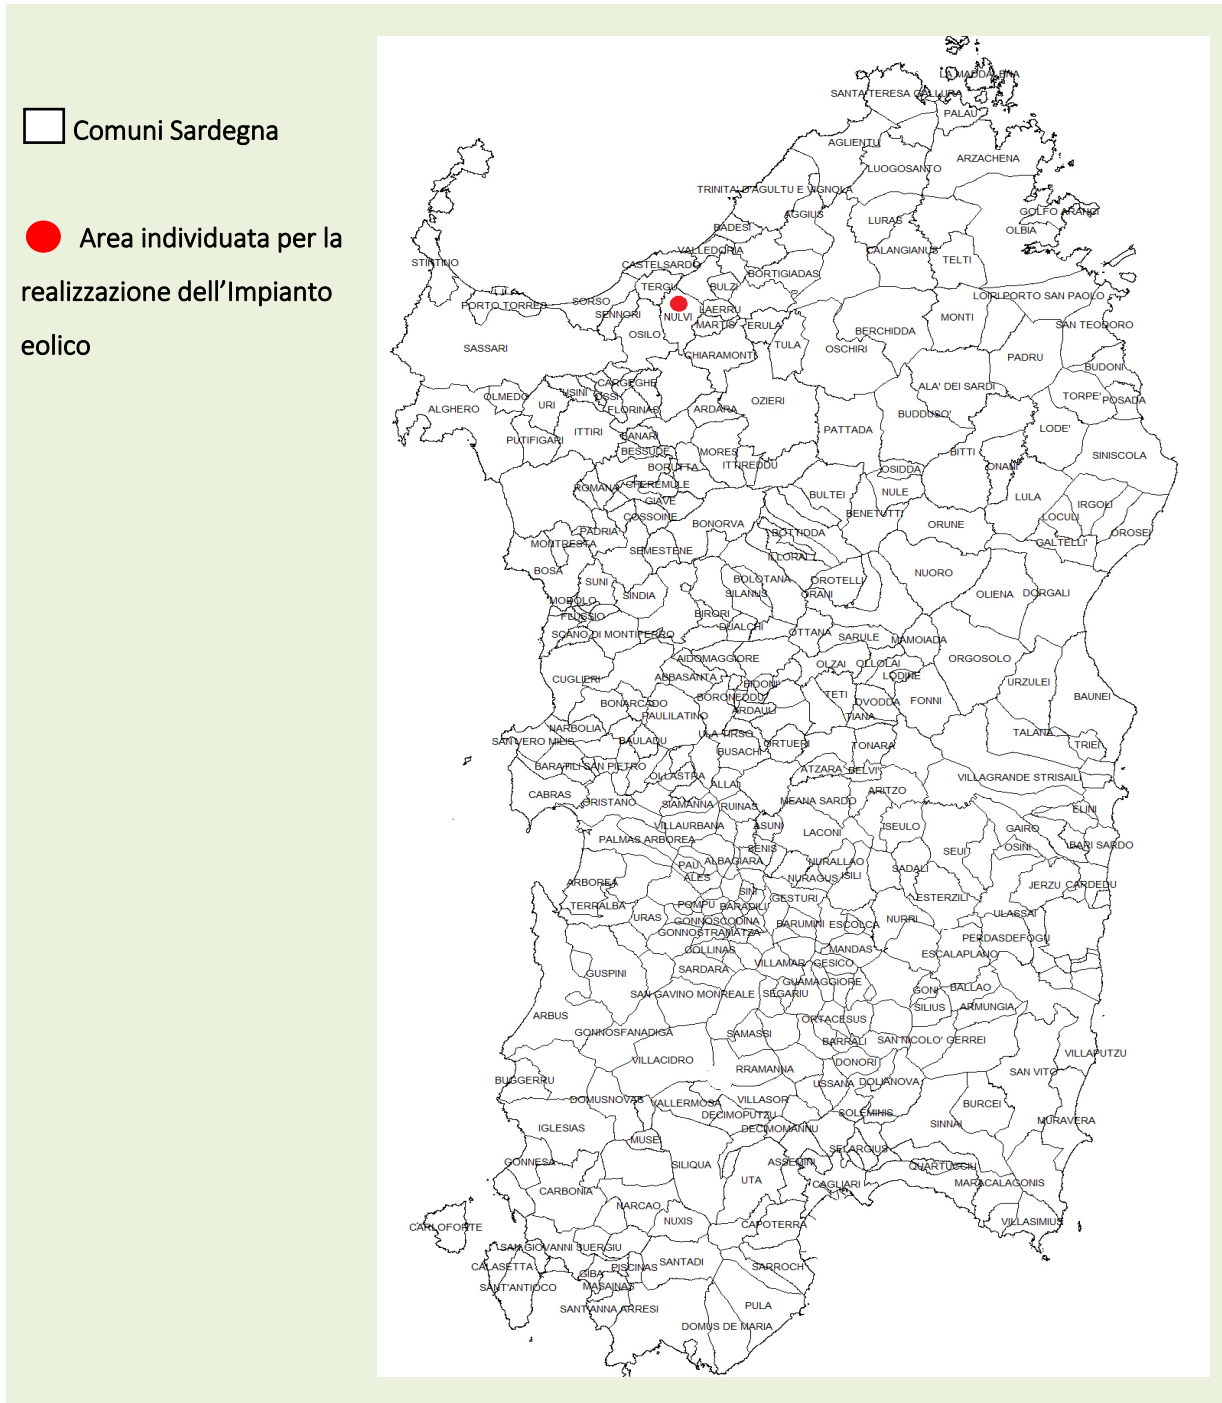 Comuni Sardegna
Area individuata per la
realizzazione dell'Impianto
eolico
LA MADDALENA
SANTA TERESA GALLURA
PALAU
AGLIENTU
ARZACHENA
LUOGOSANTO
TRINITA' D'AGULTU E VIGNOLA
AGGIUS
GOLFO ARANCI
LURAS
OLBIA
BADESI
VALLEDORIA
CALANGIANUS
TELTI
STINTINO
CASTELSARDO
BORTIGIADAS
TERGU
BULZI
LOIRI PORTO SAN PAOLO
PORTO TORRES
SORSO
SENNORI
NULVI
LAERRU
MARTIS
PERULA
MONTI
SAN TEODORO
OSILO
BERCHIDDA
SASSARI
TULA
OSCHIRI
CHIARAMONTI
PADRU
BUDONI
CARGEGHE
ALA' DEI SARDI
OLMEDO
USINI
OSSI
TORPE'
POSADA
ALGHERO
URI
FLORINAS
ARDARA
OZIERI
BUDDUSO'
ITTIRI
PATTADA
LODE'
PUTIFIGARI
BANARI
BESSUDE
MORES
BITTI
SINISCOLA
BORUTTA
ITTIREDDU
OSIDDA
ONANI'
ROMANA
CHEREMULE
BULTEI
NULE
LULA
GIAVE
IRGOLI
COSSOINE
BENETUTTI
LOCULI
BONORVA
ORUNE
PADRIA
BOTTIDDA
OROSEI
MONTRESTA
SEMESTENE
GALTELLI'
ILLORAI
BOSA
NUORO
SUNI
BOLOTANA
OROTELLI
SINDIA
SILANUS
ORANI
OLIENA
DORGALI
MODOLO
FLUSSIO
BIRORI
DUALCHI
SCANO DI MONTIFERRO
OTTANA
SARULE
MAMOIADA
AIDOMAGGIORE
OLZAI
OLLOLAI
ORGOSOLO
CUGLIERI
ABBASANTA
BIDONI'
LODINE
URZULEI
BONARCADO
BORONEDDU
TETI
OVODDA
FONNI
BAUNEI
PAULILATINO
ARDAULI
TIANA
NARBOLIA
ULA TIRSO
TALANA
SAN VERO MILIS
BAULADU
BUSACHI
ORTUERI
TONARA
TRIEI
BARATILI SAN PIETRO
OLLASTRA
ATZARA
BELVI'
VILLAGRANDE STRISAILI
ALLAI
CABRAS
ORISTANO
SIAMANNA
RUINAS
MEANA SARDO
ARITZO
ELINI
VILLAURBANA
ASUNI
LACONI
SEULO
GAIRO
PALMAS ARBOREA
SENIS
SEUI
OSINI
BARI SARDO
PAU
ALBAGIARA
NURALLAO
SADALI
ALES
NURAGUS
ISILI
ARBOREA
SINI
JERZU
CARDEDU
TERRALBA
POMPU
BARADILI
GESTURI
ESTERZILI
ULASSAI
URAS
GONNOSCODINA
BARUMINI
ESCOLCA
NURRI
GONNOSTRAMATZA
PERDASDEFOGU
COLLINAS
MANDAS
ESCALAPLANO
SARDARA
VILLAMAR
GESICO
GUSPINI
GUAMAGGIORE
SAN GAVINO MONREALE
SEGARIU
GONI
BALLAO
ARBUS
SILIUS
ARMUNGIA
ORTACESUS
GONNOSFANADIGA
SAMASSI
BARRALI
SAN NICOLO' GERREI
VILLACIDRO
DONORI
VILLAPUTZU
RRAMANNA
SAN VITO
BUGGERRU
USSANA
DOLIANOVA
DOMUSNOVAS
VALLERMOSA
VILLASOR
BURCEI
DECIMOPUTZU
SOLEMINIS
IGLESIAS
DECIMOMANNU
SINNAI
MURAVERA
MUSEI
SELARGIUS
GONNESA
SILIQUA
ASSEMINI
QUARTUCCIU
CARBONIA
UTA
CAGLIARI
MARACALAGONIS
NARCAO
NUXIS
CARLOFORTE
CAPOTERRA
VILLASIMIUS
SAN GIOVANNI SUERGIU
CALASETTA
GIBA
PISCINAS
SANTADI
SARROCH
SANT'ANTIOCO
MASAINAS
SANT'ANNA ARRESI
PULA
DOMUS DE MARIA